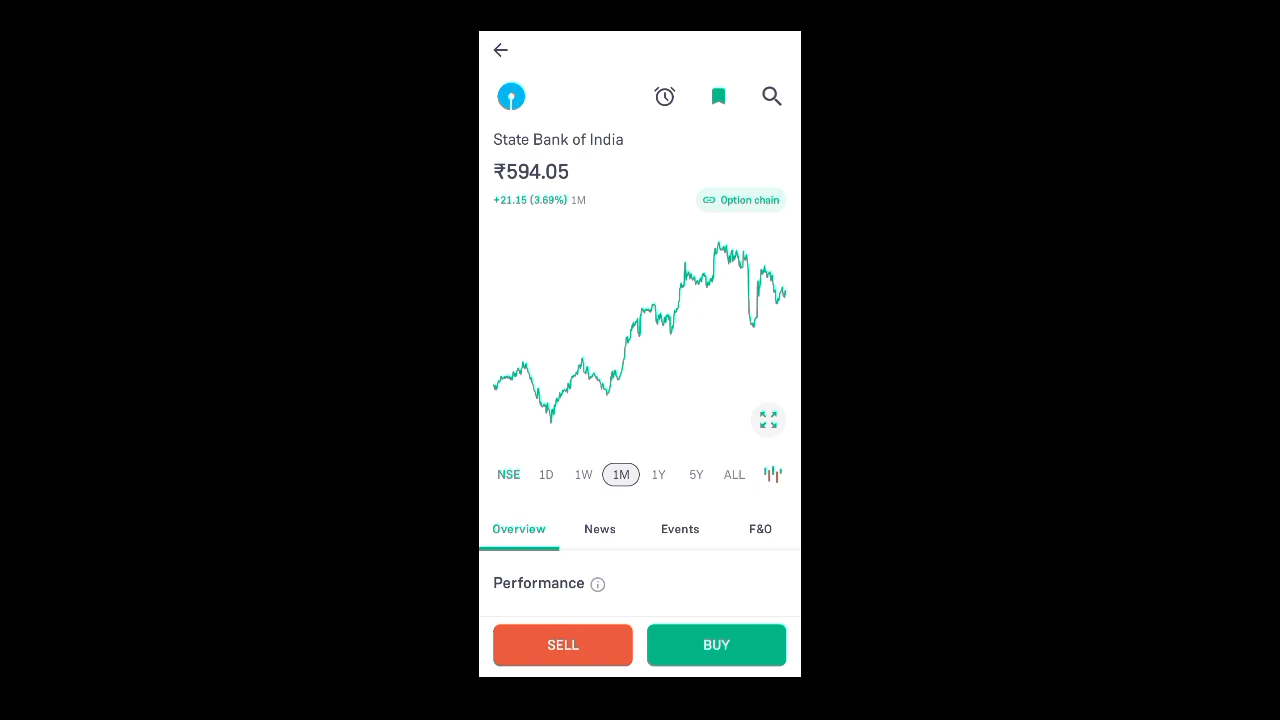 State Bank of India
₹594.05
+21.15 (3.69%) 1M
Option chain
NSE 1D 1W 1M 1Y 5Y ALL
Overview News Events F&O
Performance
SELL BUY